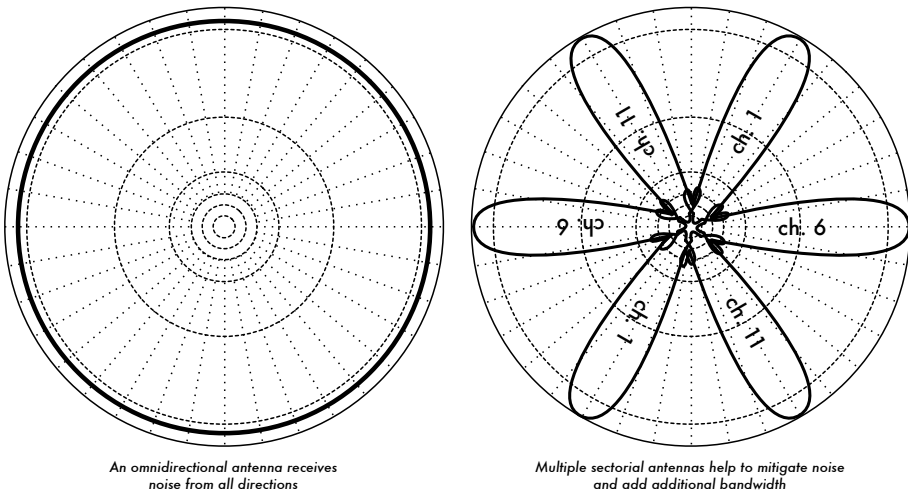 ch. 11
ch. 1
ch. 6
ch. 6
ch. 1
ch. 11
An omnidirectional antenna receives
noise from all directions
Multiple sectorial antennas help to mitigate noise
and add additional bandwidth